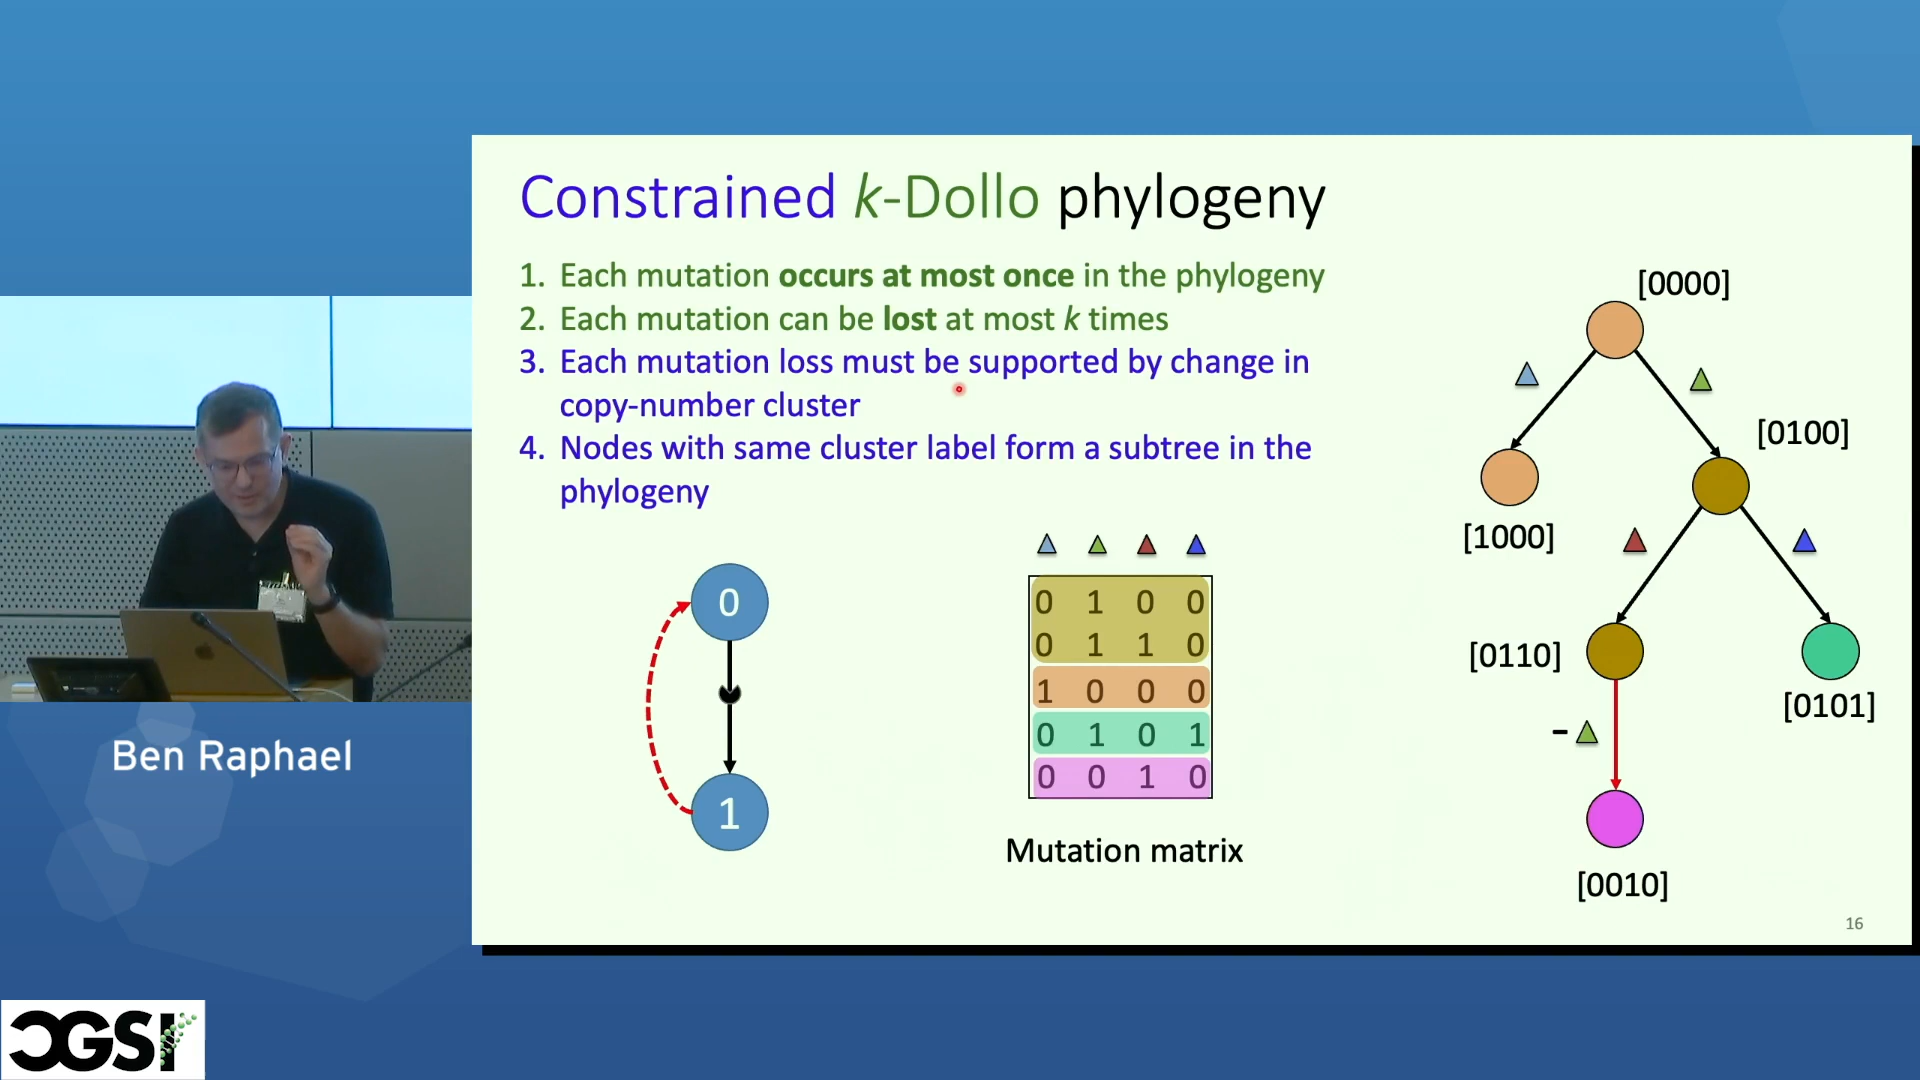 Constrained k-Dollo phylogeny
1. Each mutation occurs at most once in the phylogeny
2. Each mutation can be lost at most k times
3. Each mutation loss must be supported by change in
copy-number cluster
4. Nodes with same cluster label form a subtree in the
phylogeny
0
1
0 1 0 0
0 1 1 0
1 0 0 0
0 1 0 1
0 0 1 0
Mutation matrix
[0000]
[0100]
[1000]
[0110]
[0101]
-
[0010]
16
Ben Raphael
CGSI